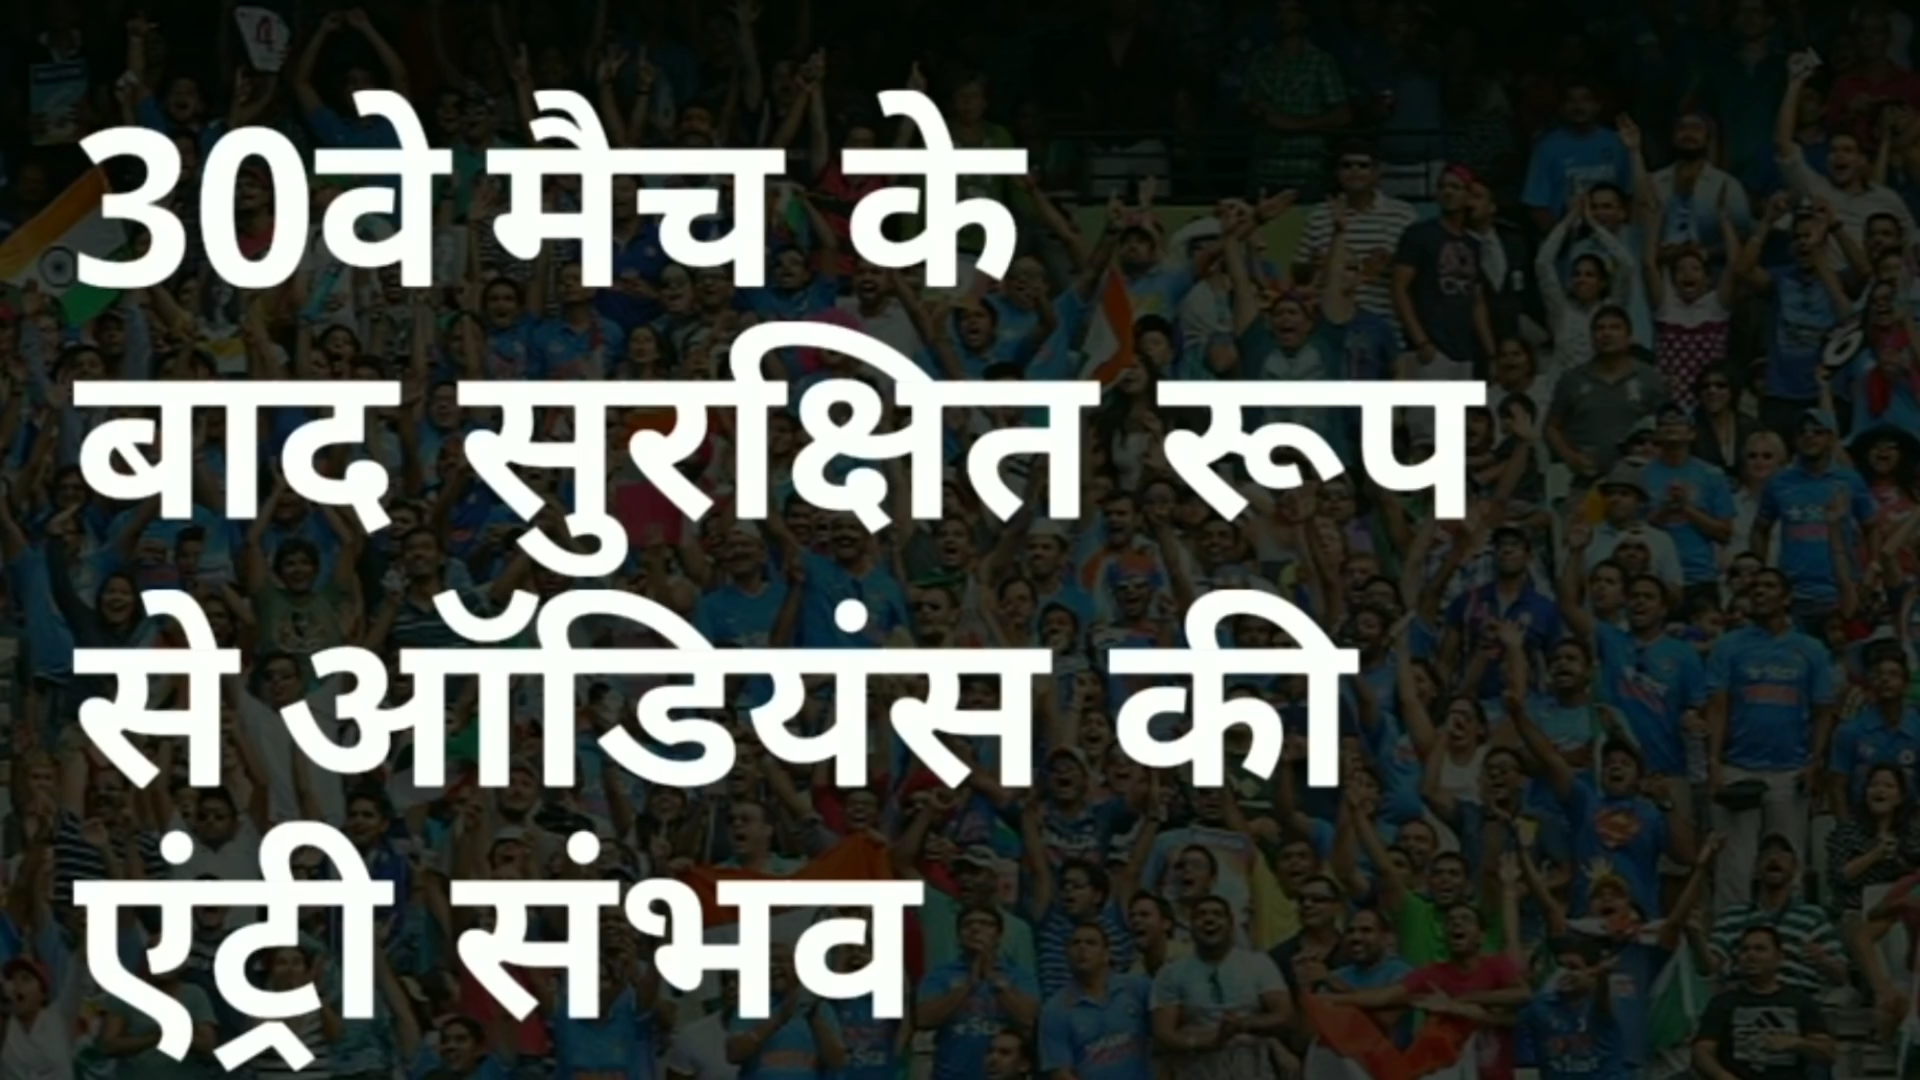 30वे मैच के
बाद सुरक्षित रूप
से ऑडियंस की
एंट्री संभव